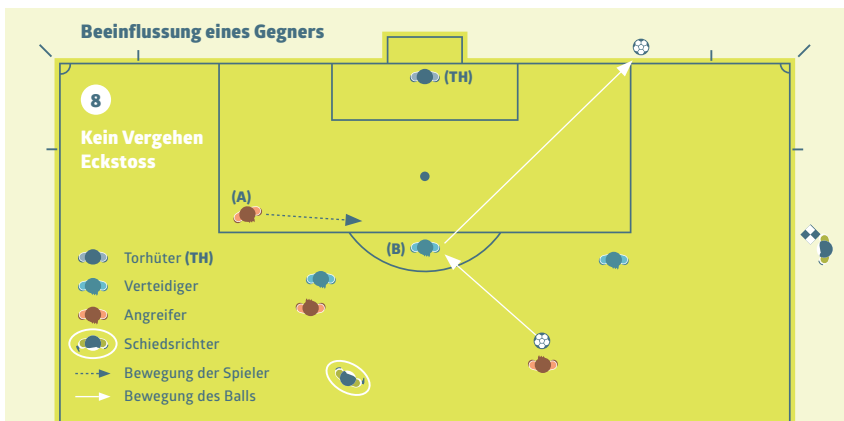 Beeinflussung eines Gegners
(TH)
8
Kein Vergehen
Eckstoss
(A)
(B)
Torhüter (TH)
Verteidiger
Angreifer
Schiedsrichter
Bewegung der Spieler
Bewegung des Balls